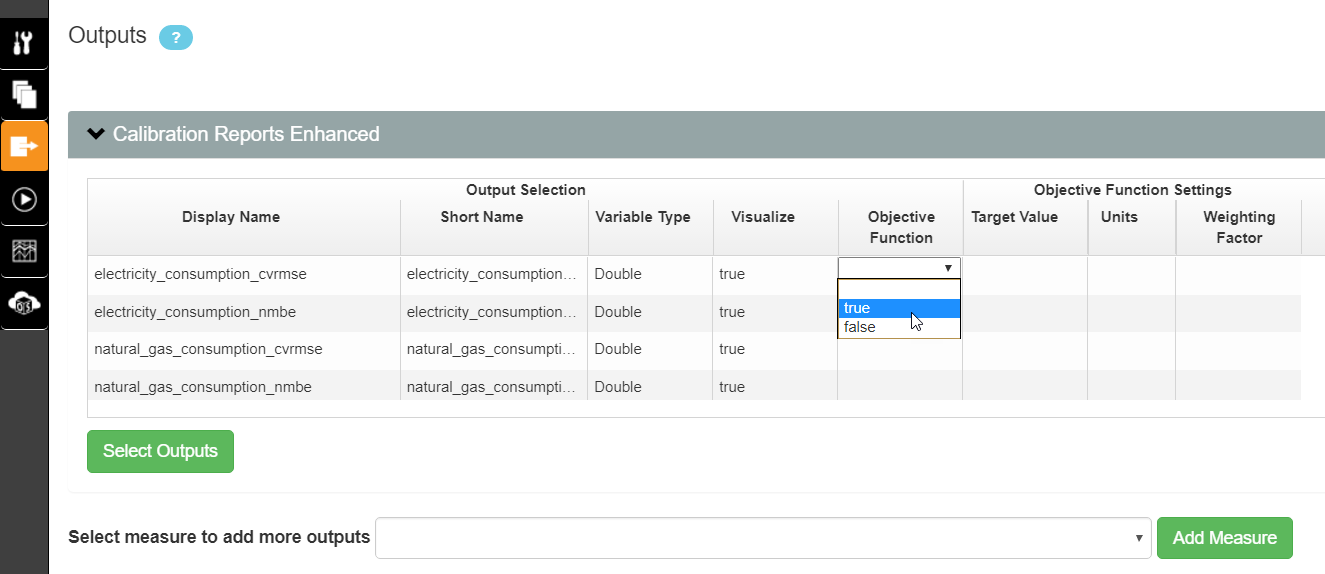 Outputs ?
Calibration Reports Enhanced
Output Selection Objective Function Settings
Display Name Short Name Variable Type Visualize Objective Function Target Value Units Weighting Factor
electricity_consumption_cvrmse electricity_consumption... Double true
electricity_consumption_nmbe electricity_consumption... Double true
natural_gas_consumption_cvrmse natural_gas_consumpti... Double true
natural_gas_consumption_nmbe natural_gas_consumpti... Double true
true
false
Select Outputs
Select measure to add more outputs Add Measure